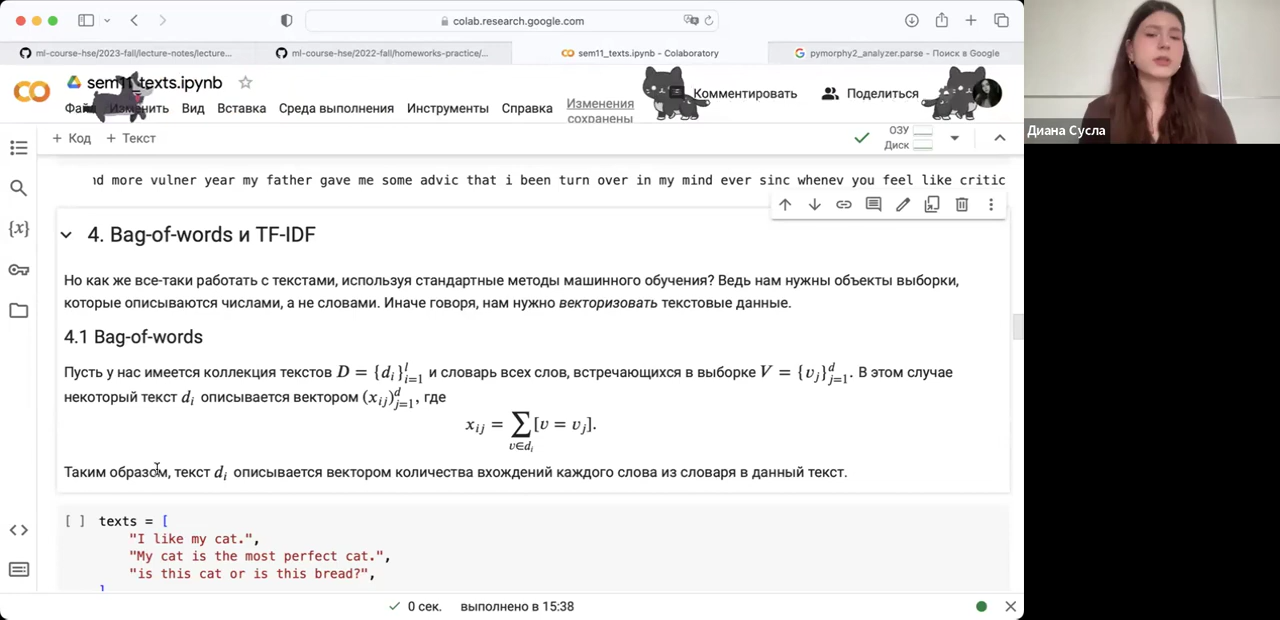 colab.research.google.com
ml-course-hse/2023-fall/lecture-notes/lecture...
ml-course-hse/2022-fall/homeworks-practice/...
sem11_texts.ipynb - Colaboratory
pymorphy2_analyzer.parse - Поиск в Google
sem11_texts.ipynb
Комментировать
Поделиться
Файл Изменить Вид Вставка Среда выполнения Инструменты Справка Изменения сохранены
+ Код + Текст
ОЗУ
Диск
Диана Сусла
more vulner year my father gave me some advic that i been turn over in my mind ever sinc whenev you feel like critic
4. Bag-of-words и TF-IDF
Но как же все-таки работать с текстами, используя стандартные методы машинного обучения? Ведь нам нужны объекты выборки,
которые описываются числами, а не словами. Иначе говоря, нам нужно векторизовать текстовые данные.
4.1 Bag-of-words
Пусть у нас имеется коллекция текстов D = {d_i}_{i=1}^l и словарь всех слов, встречающихся в выборке V = {v_j}_{j=1}^d. В этом случае
некоторый текст d_i описывается вектором (x_{ij})_{j=1}^d, где
x_{ij} = ∑_{v∈d_i} [v = v_j].
Таким образом, текст d_i описывается вектором количества вхождений каждого слова из словаря в данный текст.
[ ] texts = [
"I like my cat.",
"My cat is the most perfect cat.",
"is this cat or is this bread?",
]
0 сек. выполнено в 15:38